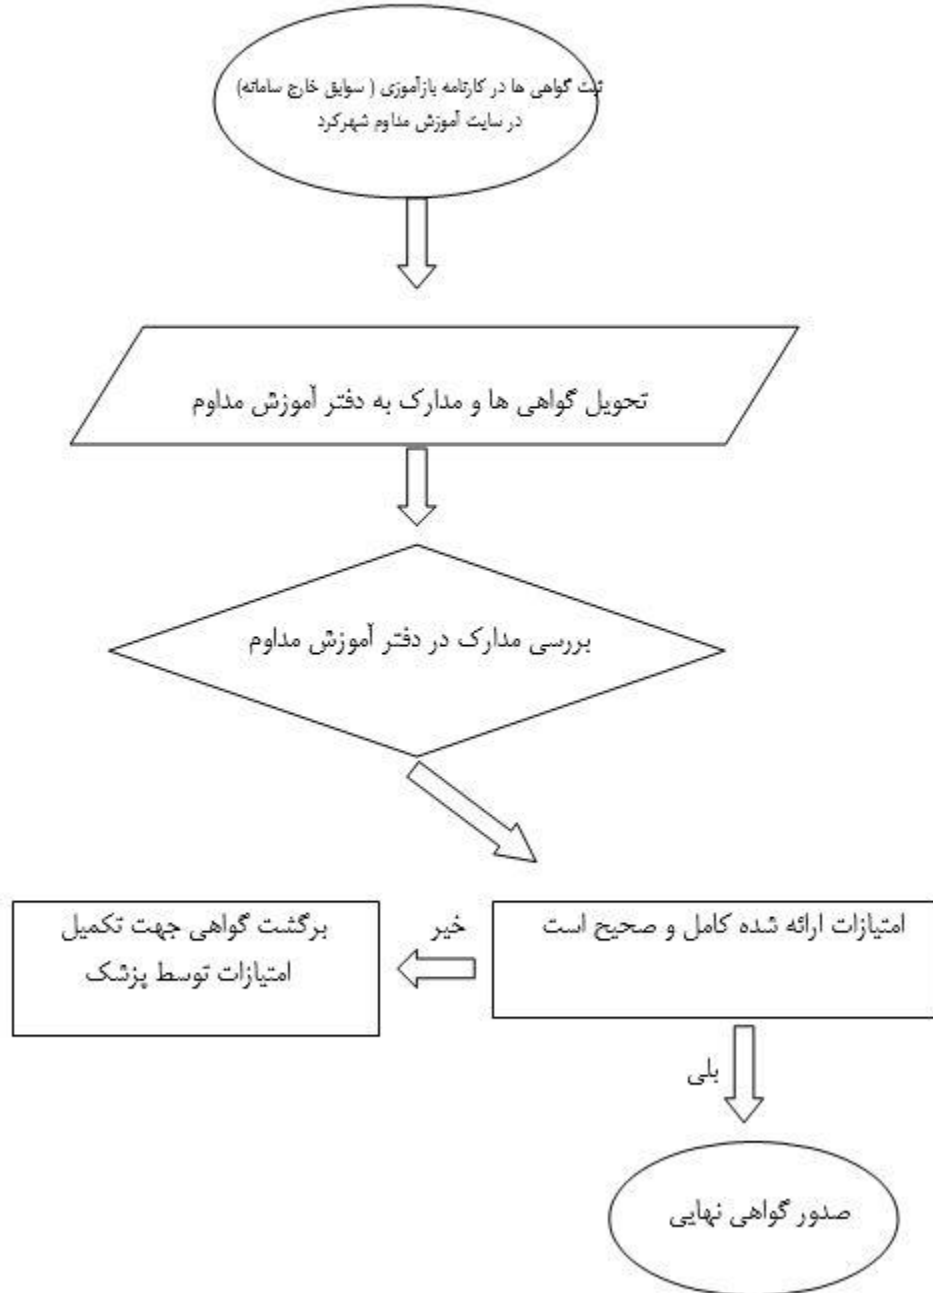 ثبت گواهی ها در کارنامه بازآموزی ( سوابق خارج سامانه)
در سایت آموزش مداوم شهرکرد
تحویل گواهی ها و مدارک به دفتر آموزش مداوم
بررسی مدارک در دفتر آموزش مداوم
امتیازات ارائه شده کامل و صحیح است
خیر
برگشت گواهی جهت تکمیل
امتیازات توسط پزشک
بلی
صدور گواهی نهایی